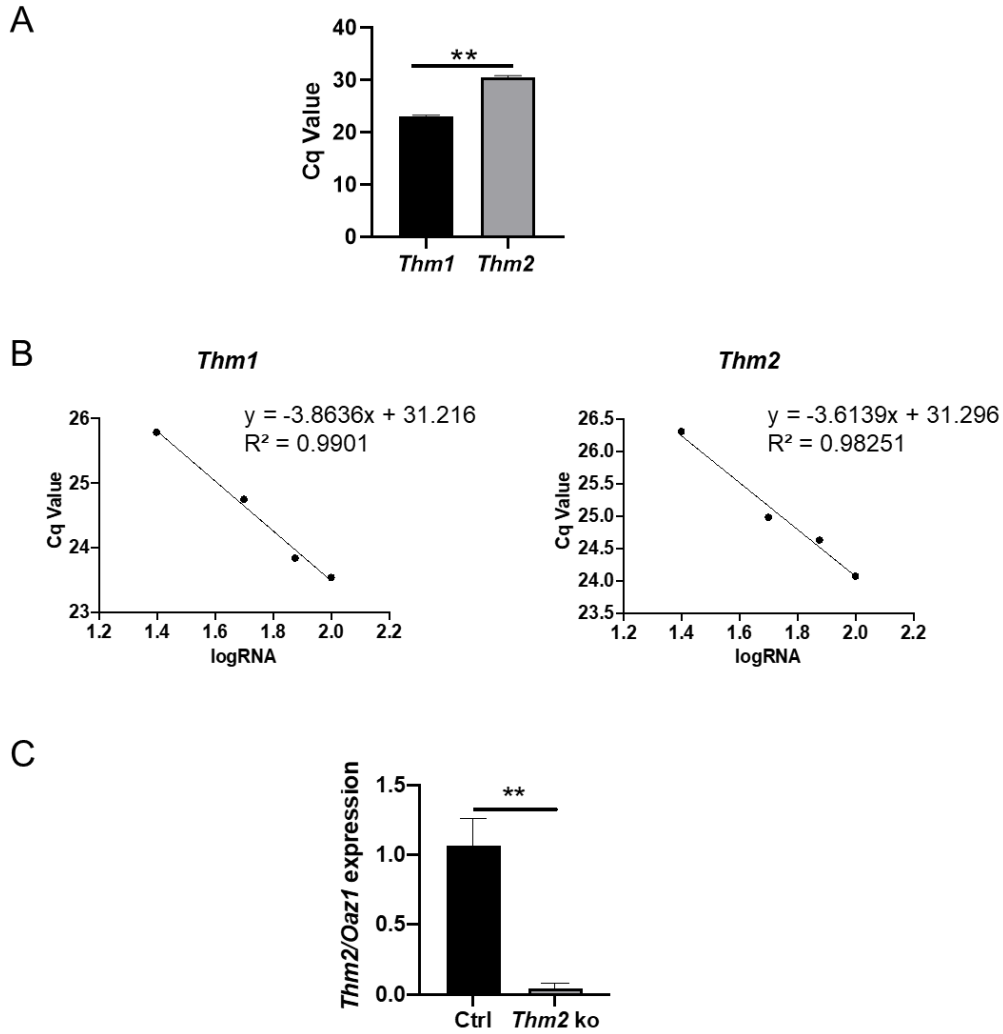 A
Cq Value
40
30
20
10
0
**
Thm1 Thm2
B
Thm1
Cq Value
26
25
24
23
y = -3.8636x + 31.216
R² = 0.9901
1.2 1.4 1.6 1.8 2.0 2.2
logRNA
Thm2
Cq Value
26.5
26.0
25.5
25.0
24.5
24.0
23.5
y = -3.6139x + 31.296
R² = 0.98251
1.2 1.4 1.6 1.8 2.0 2.2
logRNA
C
Thm2/Oaz1 expression
1.5
1.0
0.5
0.0
**
Ctrl Thm2 ko